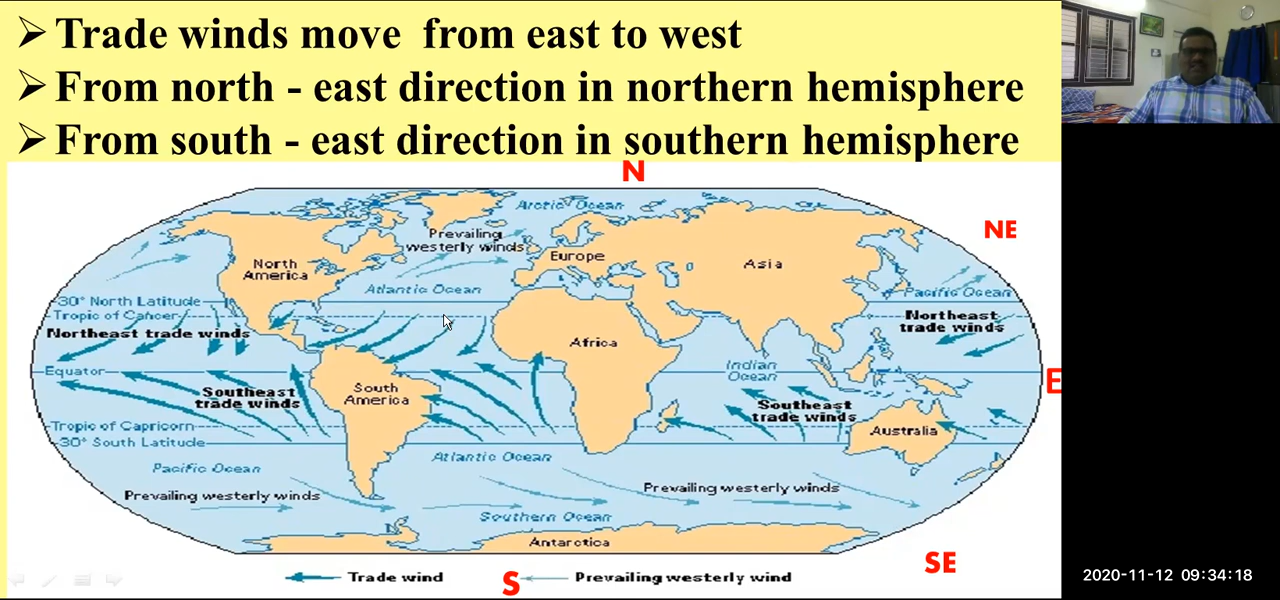 ➢ Trade winds move from east to west
➢ From north - east direction in northern hemisphere
➢ From south - east direction in southern hemisphere
N
Arctic Ocean
NE
Prevailing
westerly winds
North
America
Europe
Asia
Atlantic Ocean
Pacific Ocean
30° North Latitude
Tropic of Cancer
Northeast trade winds
Northeast
trade winds
Africa
Equator
Indian
Ocean
E
Southeast
trade winds
South
America
Southeast
trade winds
Tropic of Capricorn
30° South Latitude
Australia
Pacific Ocean
Atlantic Ocean
Prevailing westerly winds
Prevailing westerly winds
Southern Ocean
Antarctica
SE
Trade wind
S
Prevailing westerly wind
2020-11-12 09:34:18